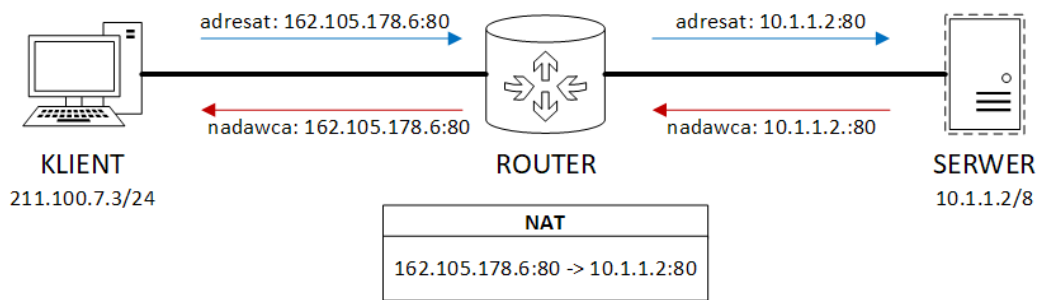 adresat: 162.105.178.6:80
adresat: 10.1.1.2:80
nadawca: 162.105.178.6:80
nadawca: 10.1.1.2.:80
KLIENT
ROUTER
SERWER
211.100.7.3/24
10.1.1.2/8
NAT
162.105.178.6:80 -> 10.1.1.2:80